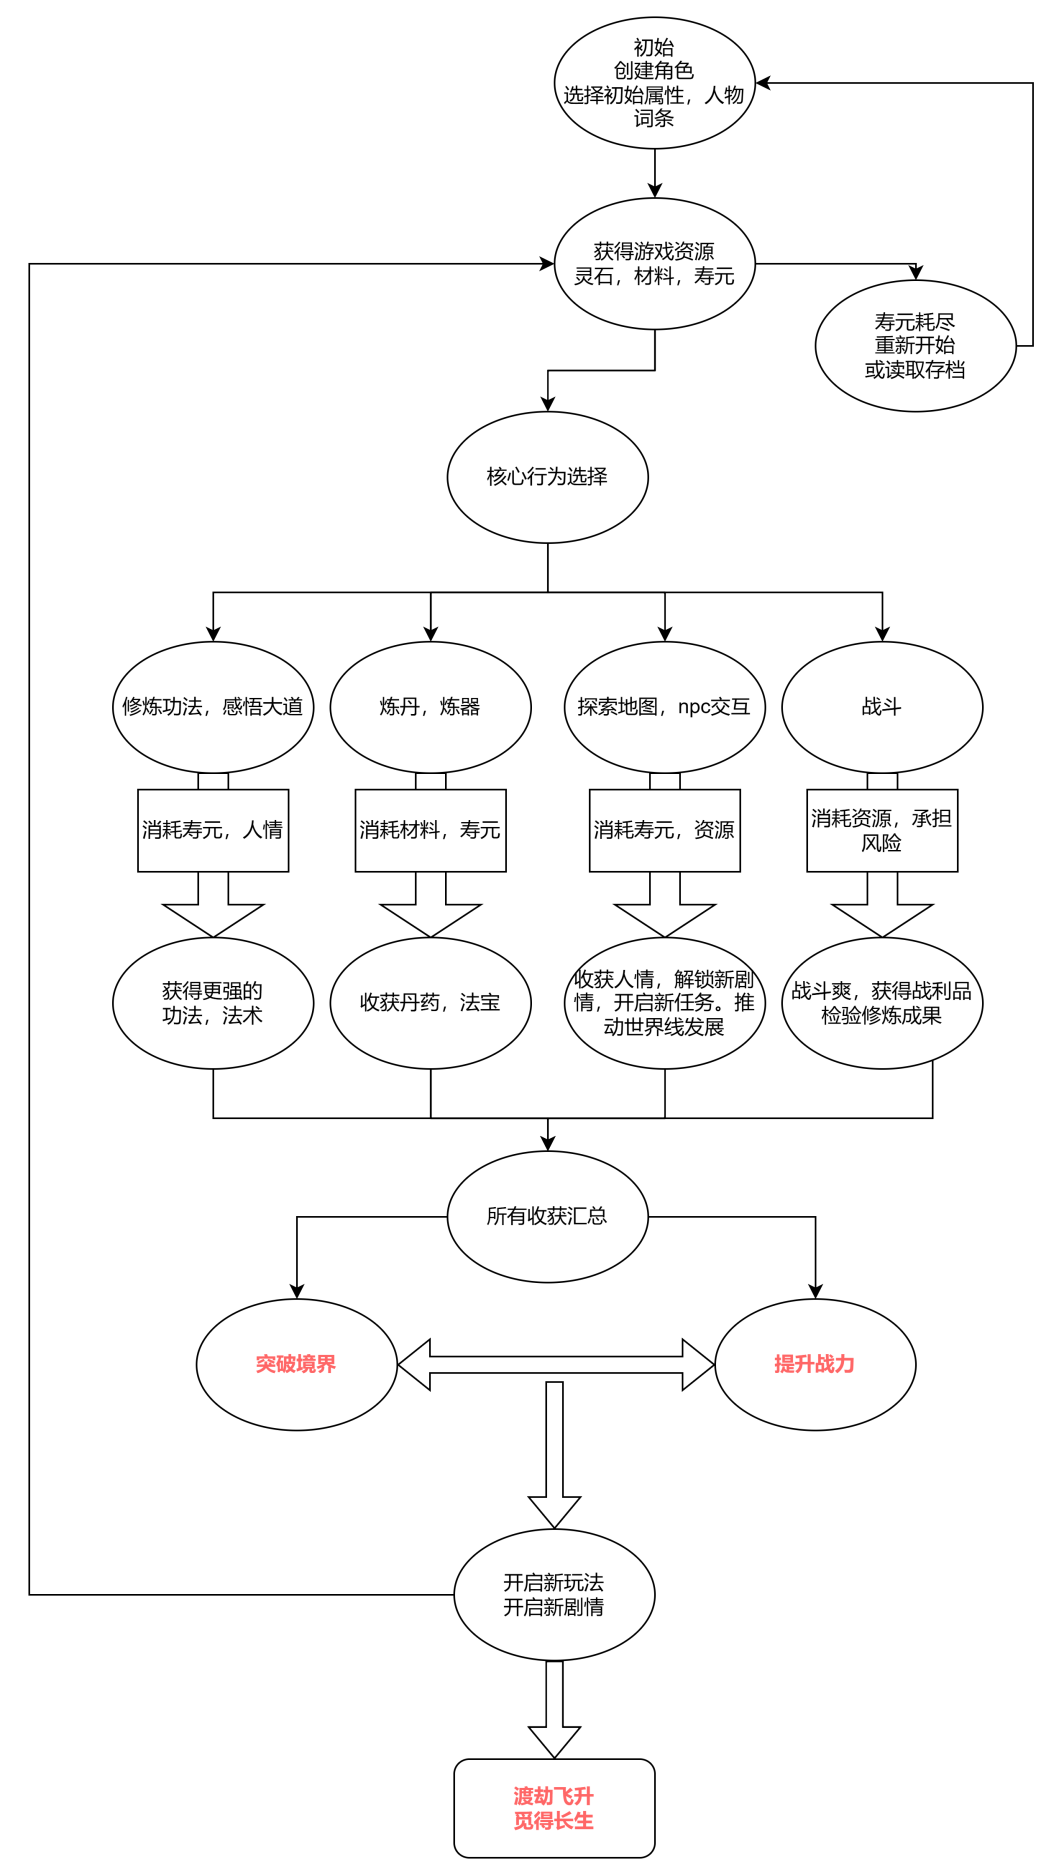 初始
创建角色
选择初始属性，人物
词条
获得游戏资源
灵石，材料，寿元
寿元耗尽
重新开始
或读取存档
核心行为选择
修炼功法，感悟大道
炼丹，炼器
探索地图，npc交互
战斗
消耗寿元，人情
消耗材料，寿元
消耗寿元，资源
消耗资源，承担
风险
获得更强的
功法，法术
收获丹药，法宝
收获人情，解锁新剧
情，开启新任务。推
动世界线发展
战斗爽，获得战利品
检验修炼成果
所有收获汇总
突破境界
提升战力
开启新玩法
开启新剧情
渡劫飞升
觅得长生